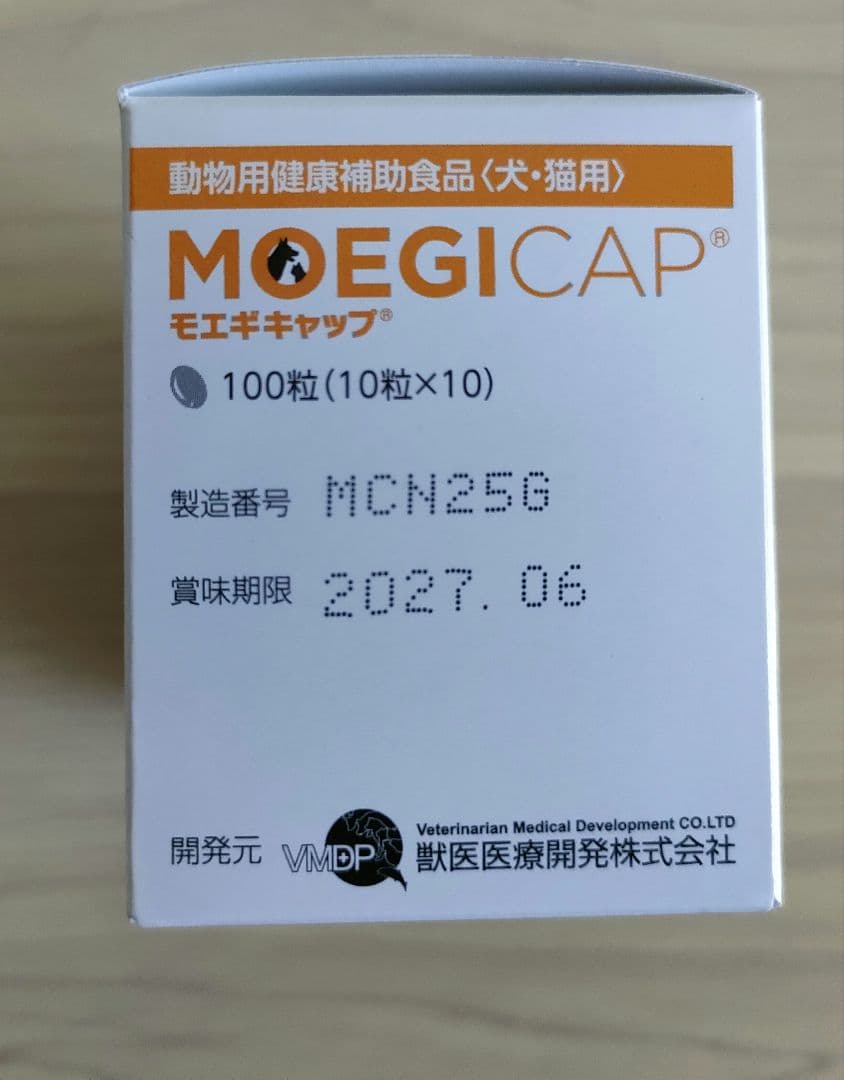 動物用健康補助食品〈犬・猫用〉
MOEGICAP®
モエギキャップ®
100粒(10粒×10)
製造番号 MCN25G
賞味期限 2027.06
開発元 VMDP Veterinarian Medical Development CO.LTD
獣医医療開発株式会社